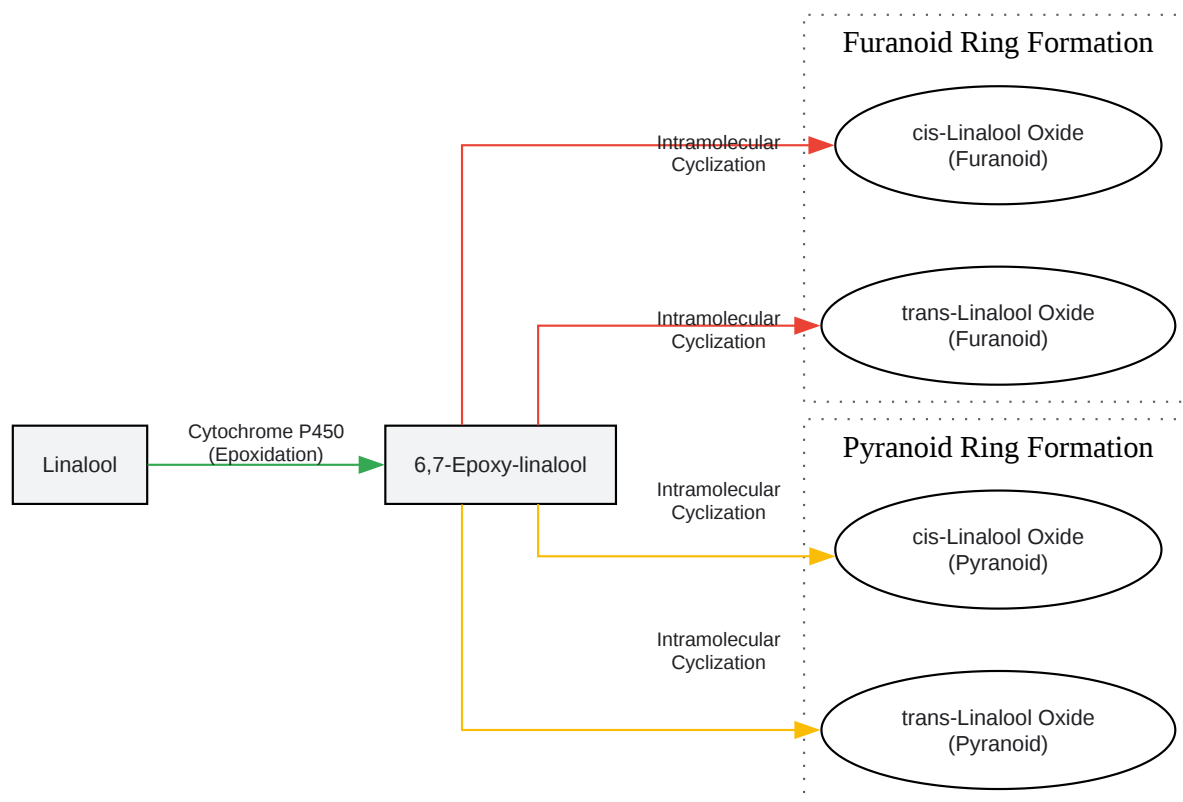 Furanoid Ring Formation
Intramolecular
Cyclization
cis-Linalool Oxide
(Furanoid)
Intramolecular
Cyclization
trans-Linalool Oxide
(Furanoid)
Linalool
Cytochrome P450
(Epoxidation)
6,7-Epoxy-linalool
Pyranoid Ring Formation
Intramolecular
Cyclization
cis-Linalool Oxide
(Pyranoid)
Intramolecular
Cyclization
trans-Linalool Oxide
(Pyranoid)